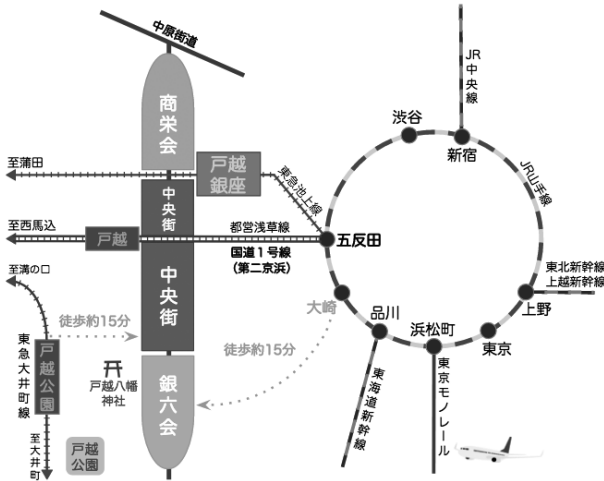 中原街道
商栄会
至蒲田
戸越
銀座
東急池上線
中央街
至西馬込
戸越
都営浅草線
国道1号線
(第二京浜)
五反田
中央街
至溝の口
徒歩約15分
東急大井町線
戸越公園
至大井町
戸越八幡
神社
戸越
公園
銀六会
徒歩約15分
渋谷
新宿
JR中央線
JR山手線
東北新幹線
上越新幹線
上野
東京
浜松町
品川
大崎
東海道新幹線
東京モノレール